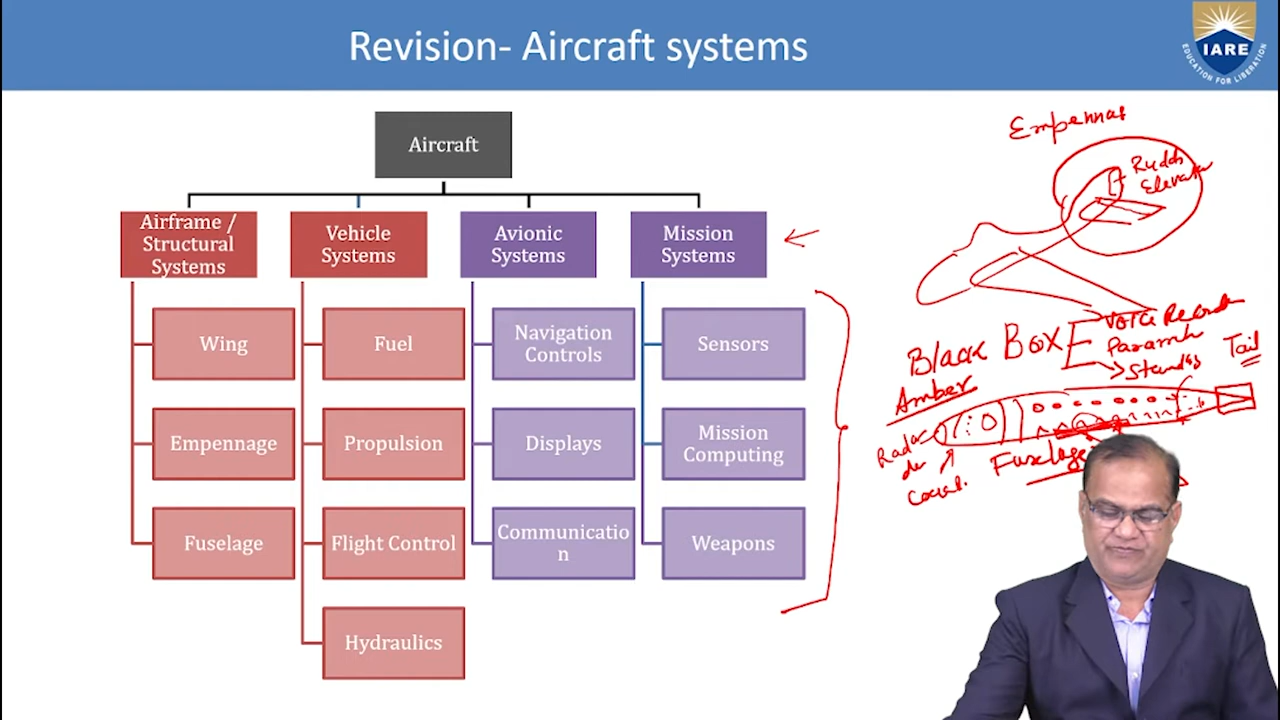 Revision- Aircraft systems
IARE
EDUCATION FOR LIBERATION
Aircraft
Airframe /
Structural
Systems
Vehicle
Systems
Avionic
Systems
Mission
Systems
Wing
Fuel
Navigation
Controls
Sensors
Empennage
Propulsion
Displays
Mission
Computing
Fuselage
Flight Control
Communicatio
n
Weapons
Hydraulics
Black Box
Voice
Amber
Tail
Radar
Fuselage